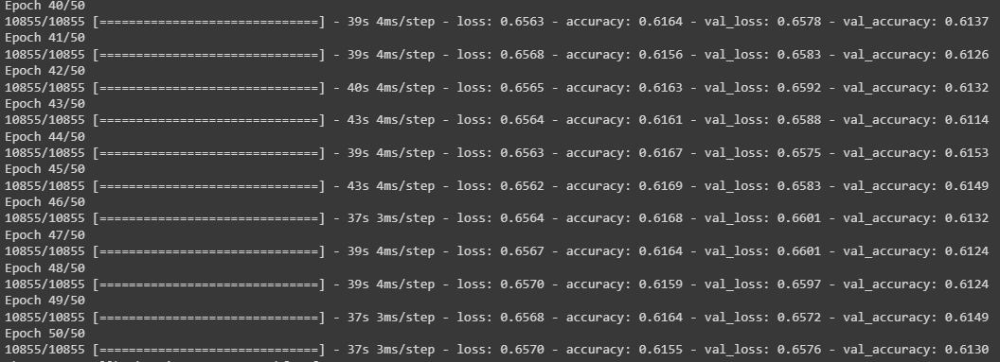 Epoch 40/50
10855/10855 [==============================] - 39s 4ms/step - loss: 0.6563 - accuracy: 0.6164 - val_loss: 0.6578 - val_accuracy: 0.6137
Epoch 41/50
10855/10855 [==============================] - 39s 4ms/step - loss: 0.6568 - accuracy: 0.6156 - val_loss: 0.6583 - val_accuracy: 0.6126
Epoch 42/50
10855/10855 [==============================] - 40s 4ms/step - loss: 0.6565 - accuracy: 0.6163 - val_loss: 0.6592 - val_accuracy: 0.6132
Epoch 43/50
10855/10855 [==============================] - 43s 4ms/step - loss: 0.6564 - accuracy: 0.6161 - val_loss: 0.6588 - val_accuracy: 0.6114
Epoch 44/50
10855/10855 [==============================] - 39s 4ms/step - loss: 0.6563 - accuracy: 0.6167 - val_loss: 0.6575 - val_accuracy: 0.6153
Epoch 45/50
10855/10855 [==============================] - 43s 4ms/step - loss: 0.6562 - accuracy: 0.6169 - val_loss: 0.6583 - val_accuracy: 0.6149
Epoch 46/50
10855/10855 [==============================] - 37s 3ms/step - loss: 0.6564 - accuracy: 0.6168 - val_loss: 0.6601 - val_accuracy: 0.6132
Epoch 47/50
10855/10855 [==============================] - 39s 4ms/step - loss: 0.6567 - accuracy: 0.6164 - val_loss: 0.6601 - val_accuracy: 0.6124
Epoch 48/50
10855/10855 [==============================] - 39s 4ms/step - loss: 0.6570 - accuracy: 0.6159 - val_loss: 0.6597 - val_accuracy: 0.6124
Epoch 49/50
10855/10855 [==============================] - 37s 3ms/step - loss: 0.6568 - accuracy: 0.6164 - val_loss: 0.6572 - val_accuracy: 0.6149
Epoch 50/50
10855/10855 [==============================] - 37s 3ms/step - loss: 0.6570 - accuracy: 0.6155 - val_loss: 0.6576 - val_accuracy: 0.6130